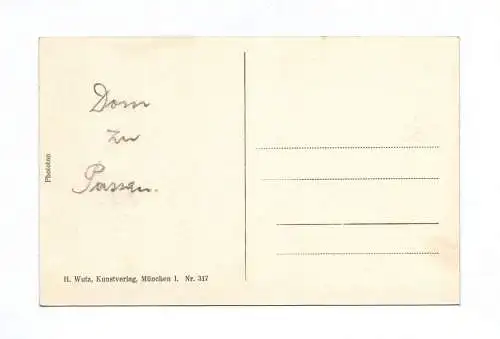 Dom
zu
Passau.
Phototon
H. Wutz, Kunstverlag, München 1. Nr. 317